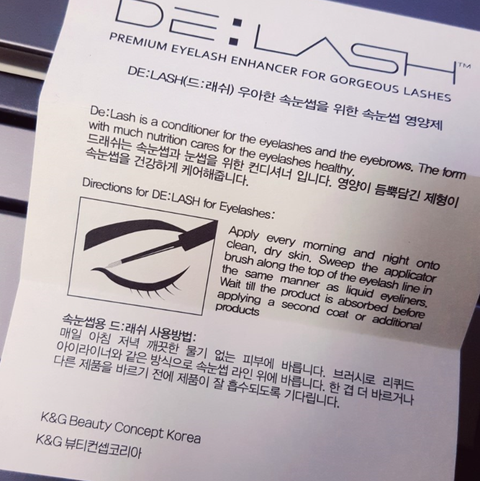 DE:LASH™
PREMIUM EYELASH ENHANCER FOR GORGEOUS LASHES
DE:LASH(드:래쉬) 우아한 속눈썹을 위한 속눈썹 영양제
De:Lash is a conditioner for the eyelashes and the eyebrows. The form
with much nutrition cares for the eyelashes healthy.
드래쉬는 속눈썹과 눈썹을 위한 컨디셔너 입니다. 영양이 듬뿍담긴 제형이
속눈썹을 건강하게 케어해줍니다.
Directions for DE:LASH for Eyelashes:
Apply every morning and night onto
clean, dry skin. Sweep the applicator
brush along the top of the eyelash line in
the same manner as liquid eyeliners.
Wait till the product is absorbed before
applying a second coat or additional
products
속눈썹용 드:래쉬 사용방법:
매일 아침 저녁 깨끗한 물기 없는 피부에 바릅니다. 브러시로 리퀴드
아이라이너와 같은 방식으로 속눈썹 라인 위에 바릅니다. 한 겹 더 바르거나
다른 제품을 바르기 전에 제품이 잘 흡수되도록 기다립니다.
K&G Beauty Concept Korea
K&G 뷰티컨셉코리아